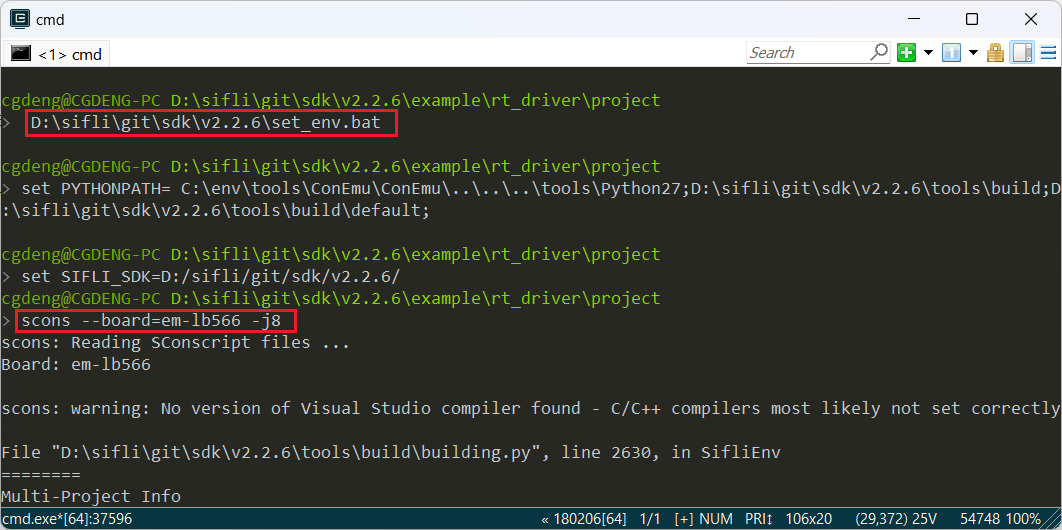 cmd
<1> cmd
Search
cgdeng@CGDENG-PC D:\sifli\git\sdk\v2.2.6\example\rt_driver\project
> D:\sifli\git\sdk\v2.2.6\set_env.bat
cgdeng@CGDENG-PC D:\sifli\git\sdk\v2.2.6\example\rt_driver\project
> set PYTHONPATH= C:\env\tools\ConEmu\ConEmu\..\..\..\tools\Python27;D:\sifli\git\sdk\v2.2.6\tools\build;D
:\sifli\git\sdk\v2.2.6\tools\build\default;
cgdeng@CGDENG-PC D:\sifli\git\sdk\v2.2.6\example\rt_driver\project
> set SIFLI_SDK=D:/sifli/git/sdk/v2.2.6/
cgdeng@CGDENG-PC D:\sifli\git\sdk\v2.2.6\example\rt_driver\project
> scons --board=em-lb566 -j8
scons: Reading SConscript files ...
Board: em-lb566
scons: warning: No version of Visual Studio compiler found - C/C++ compilers most likely not set correctly
File "D:\sifli\git\sdk\v2.2.6\tools\build\building.py", line 2630, in SifliEnv
========
Multi-Project Info
cmd.exe*[64]:37596 « 180206[64] 1/1 [+] NUM PRI↕ 106x20 (29,372) 25V 54748 100%